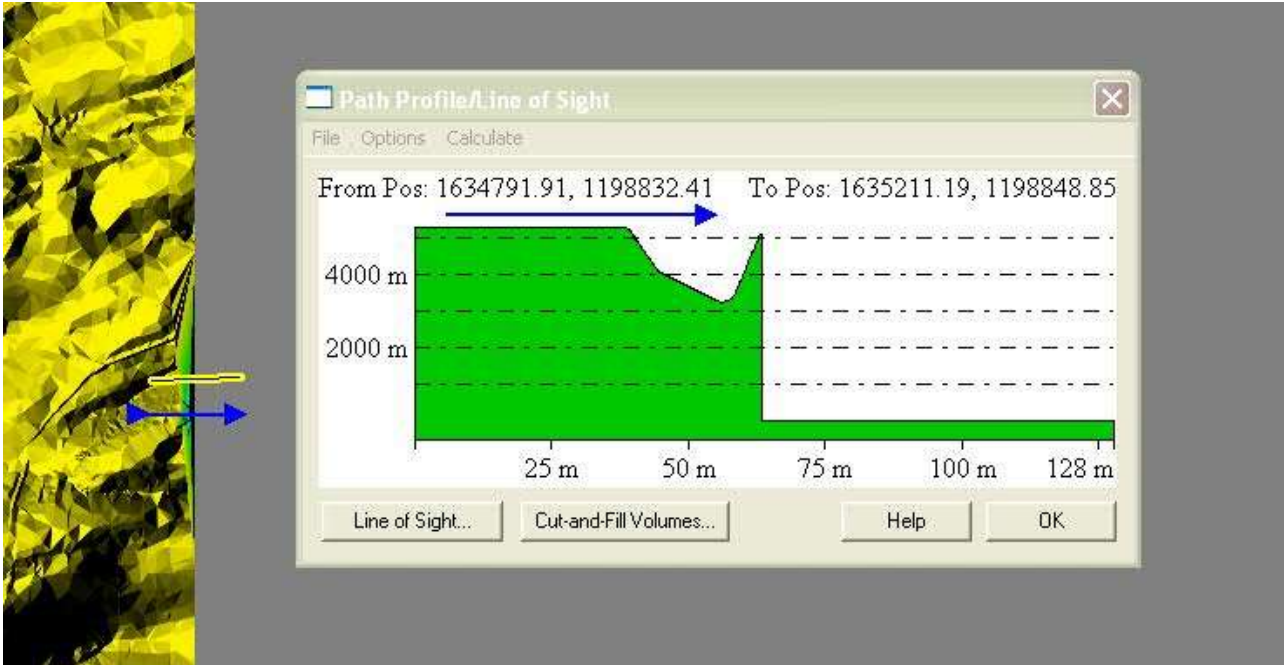 Path Profile/Line of Sight
File Options Calculate
From Pos: 1634791.91, 1198832.41 To Pos: 1635211.19, 1198848.85
4000 m
2000 m
25 m 50 m 75 m 100 m 128 m
Line of Sight... Cut-and-Fill Volumes... Help OK